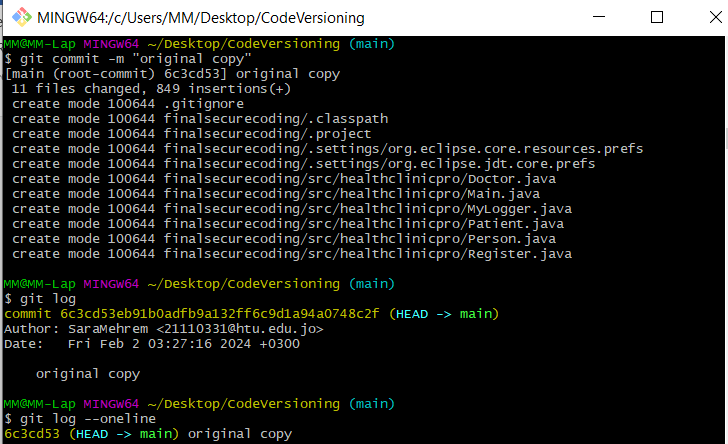 MINGW64:/c/Users/MM/Desktop/CodeVersioning
MM@MM-Lap MINGW64 ~/Desktop/CodeVersioning (main)
$ git commit -m "original copy"
[main (root-commit) 6c3cd53] original copy
 11 files changed, 849 insertions(+)
 create mode 100644 .gitignore
 create mode 100644 finalsecurecoding/.classpath
 create mode 100644 finalsecurecoding/.project
 create mode 100644 finalsecurecoding/.settings/org.eclipse.core.resources.prefs
 create mode 100644 finalsecurecoding/.settings/org.eclipse.jdt.core.prefs
 create mode 100644 finalsecurecoding/src/healthclinicpro/Doctor.java
 create mode 100644 finalsecurecoding/src/healthclinicpro/Main.java
 create mode 100644 finalsecurecoding/src/healthclinicpro/MyLogger.java
 create mode 100644 finalsecurecoding/src/healthclinicpro/Patient.java
 create mode 100644 finalsecurecoding/src/healthclinicpro/Person.java
 create mode 100644 finalsecurecoding/src/healthclinicpro/Register.java
MM@MM-Lap MINGW64 ~/Desktop/CodeVersioning (main)
$ git log
commit 6c3cd53eb91b0adfb9a132ff6c9d1a94a0748c2f (HEAD -> main)
Author: SaraMehrem <21110331@htu.edu.jo>
Date:   Fri Feb 2 03:27:16 2024 +0300
    original copy
MM@MM-Lap MINGW64 ~/Desktop/CodeVersioning (main)
$ git log --oneline
6c3cd53 (HEAD -> main) original copy